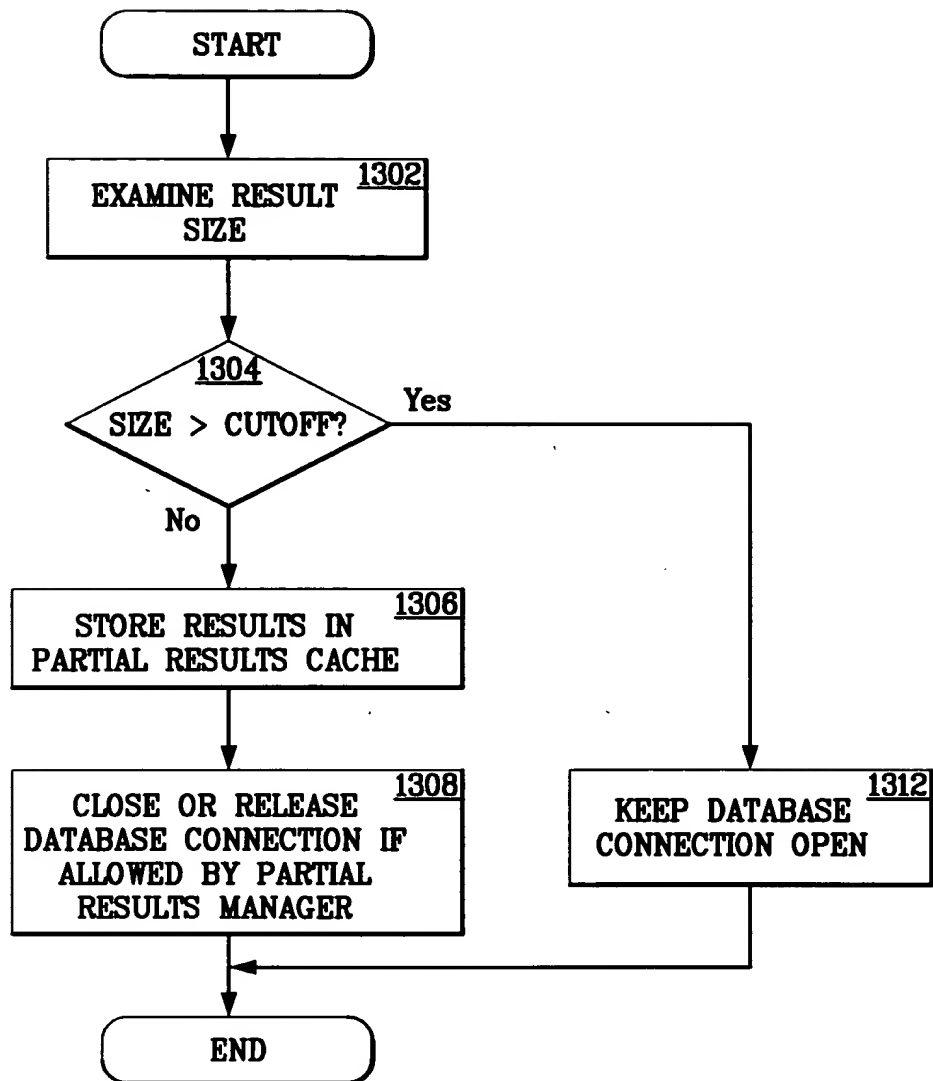 START
1302
EXAMINE RESULT
SIZE
1304
SIZE > CUTOFF?
Yes
No
1306
STORE RESULTS IN
PARTIAL RESULTS CACHE
1308
CLOSE OR RELEASE
DATABASE CONNECTION IF
ALLOWED BY PARTIAL
RESULTS MANAGER
1312
KEEP DATABASE
CONNECTION OPEN
END